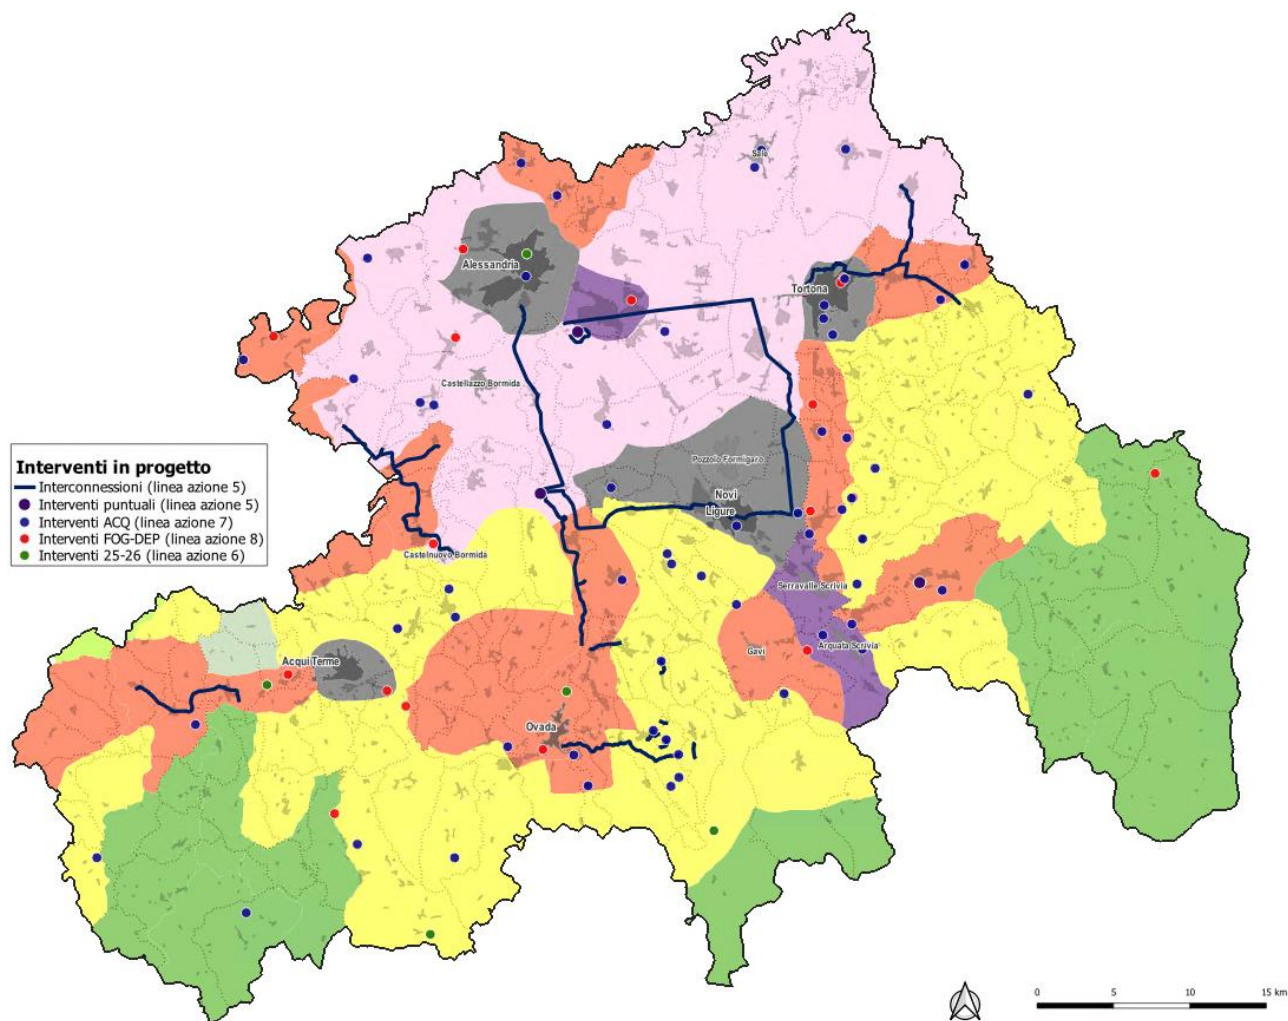 Sale
Alessandria
Tortona
Castellazzo Bormida
Interventi in progetto
Interconnessioni (linea azione 5)
Interventi puntuali (linea azione 5)
Interventi ACQ (linea azione 7)
Interventi FOG-DEP (linea azione 8)
Interventi 25-26 (linea azione 6)
Pozzolo Formigaro
Novi
Ligure
Castelnuovo Bormida
Serravalle Scrivia
Arquata Scrivia
Gavi
Acqui Terme
Ovada
0 5 10 15 km